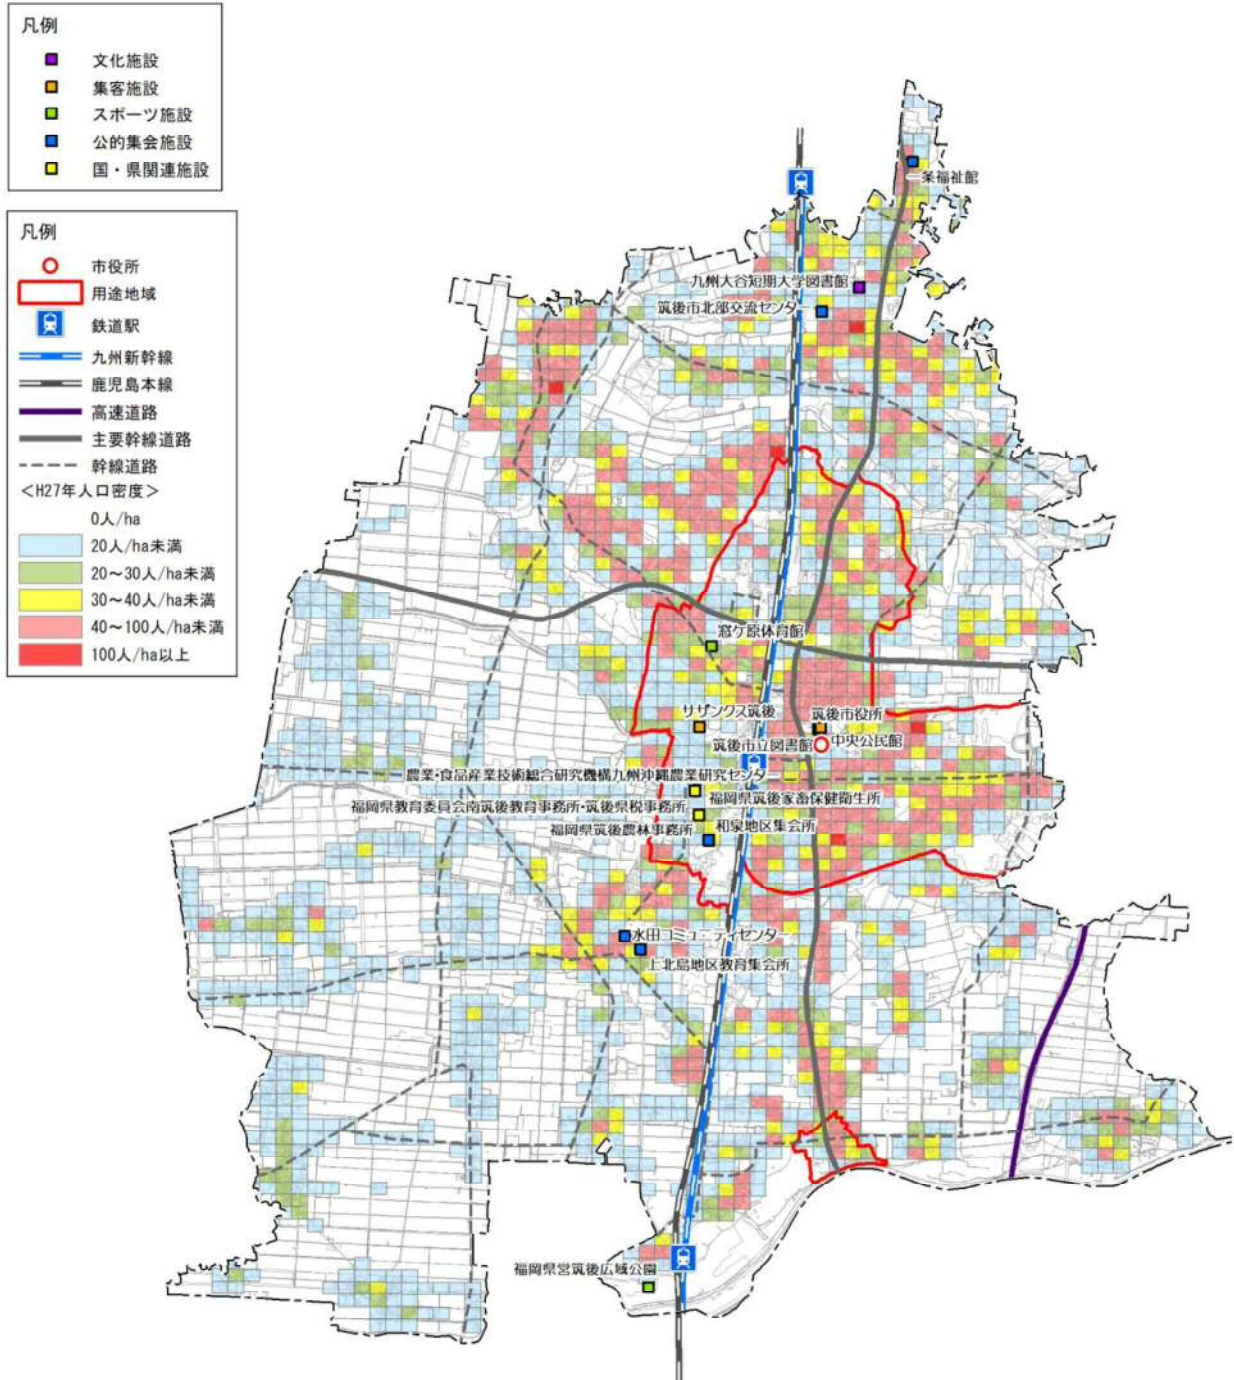 凡例
文化施設
集客施設
スポーツ施設
公的集会施設
国・県関連施設
凡例
市役所
用途地域
鉄道駅
九州新幹線
鹿児島本線
高速道路
主要幹線道路
幹線道路
<H27年人口密度>
0人/ha
20人/ha未満
20～30人/ha未満
30～40人/ha未満
40～100人/ha未満
100人/ha以上
一条福祉館
九州大谷短期大学図書館
筑後市北部交流センター
窓ケ原体育館
サザンクス筑後
筑後市役所
筑後市立図書館
中央公民館
農業・食品産業技術総合研究機構九州沖縄農業研究センター
福岡県教育委員会南筑後教育事務所・筑後県税事務所
福岡県筑後家畜保健衛生所
福岡県筑後農林事務所
和泉地区集会所
水田コミュニティセンター
上北島地区教育集会所
福岡県営筑後広域公園